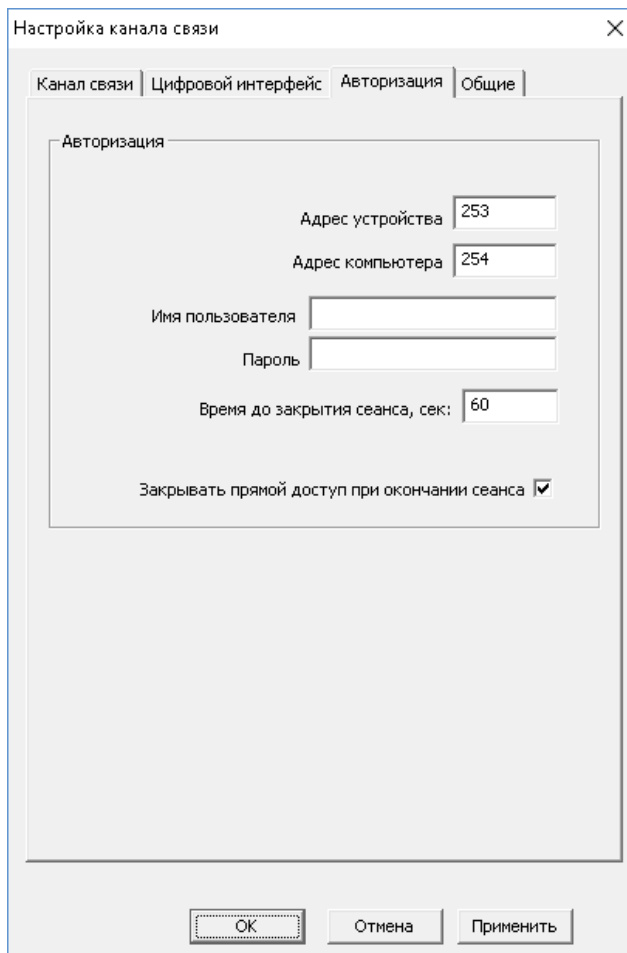 Настройка канала связи
Канал связи Цифровой интерфейс Авторизация Общие
Авторизация
Адрес устройства 253
Адрес компьютера 254
Имя пользователя
Пароль
Время до закрытия сеанса, сек: 60
Закрывать прямой доступ при окончании сеанса
OK Отмена Применить